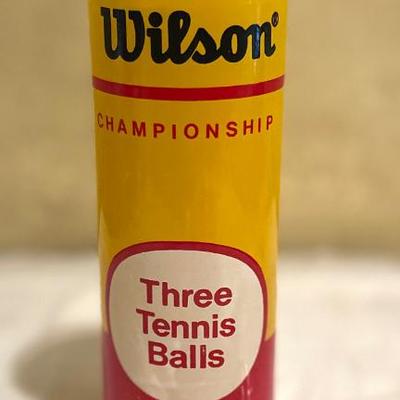 Wilson®
CHAMPIONSHIP
Three
Tennis
Balls